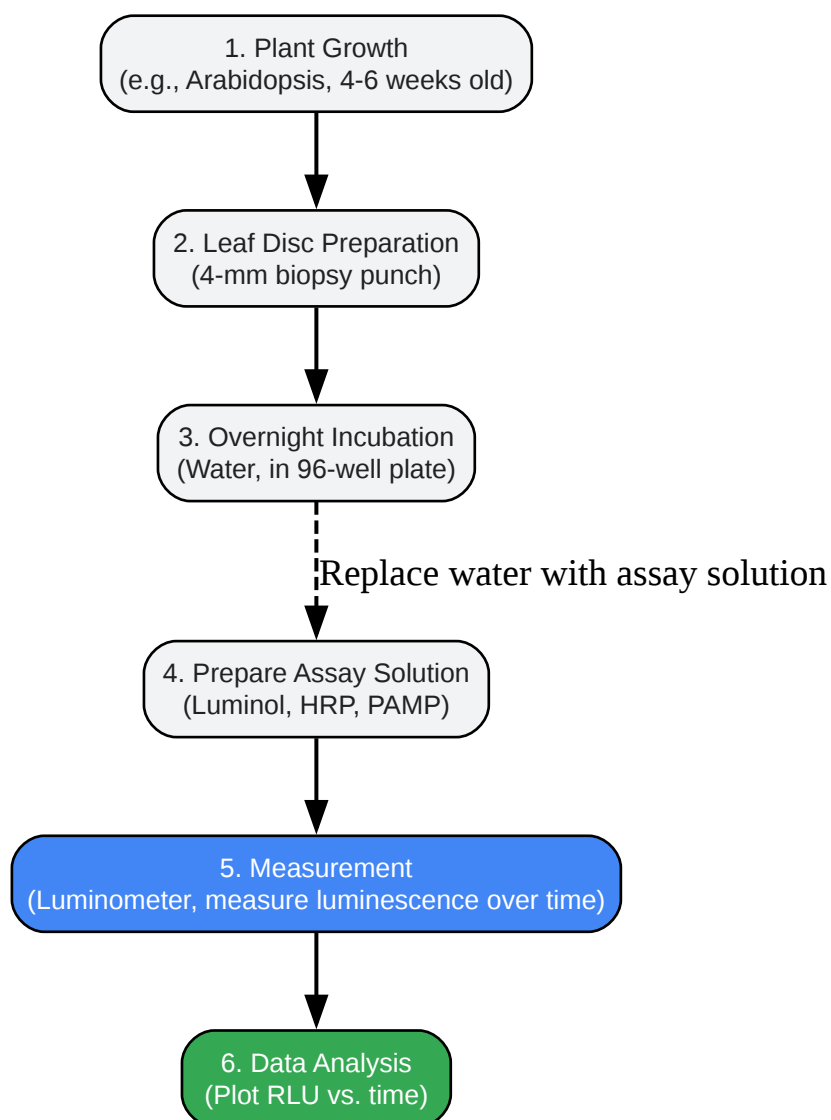 1. Plant Growth
(e.g., Arabidopsis, 4-6 weeks old)
2. Leaf Disc Preparation
(4-mm biopsy punch)
3. Overnight Incubation
(Water, in 96-well plate)
Replace water with assay solution
4. Prepare Assay Solution
(Luminol, HRP, PAMP)
5. Measurement
(Luminometer, measure luminescence over time)
6. Data Analysis
(Plot RLU vs. time)